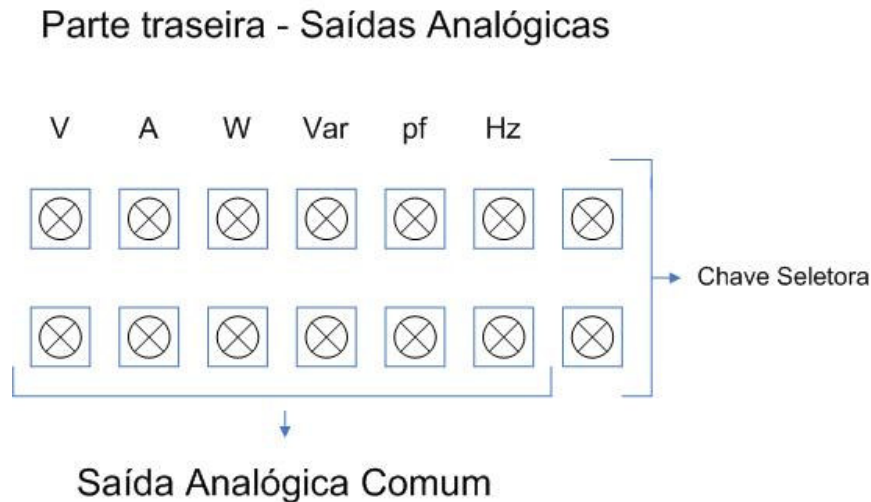 Parte traseira - Saídas Analógicas
V A W Var pf Hz
Chave Seletora
Saída Analógica Comum